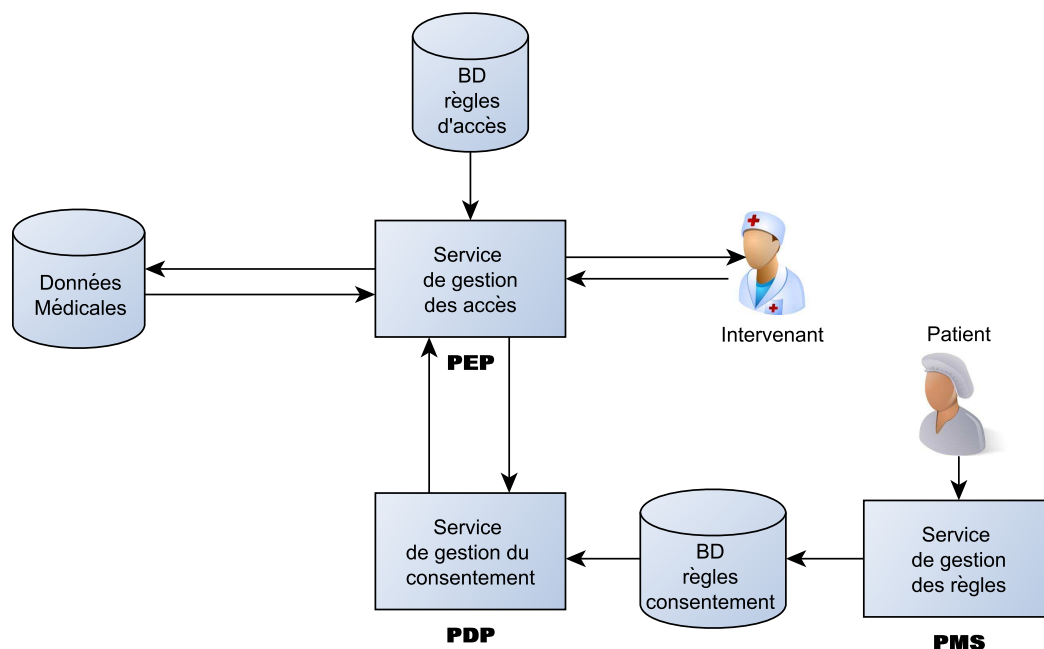 BD
règles
d'accès
Données
Médicales
Service
de gestion
des accès
PEP
Intervenant
Patient
Service
de gestion du
consentement
PDP
BD
règles
consentement
Service
de gestion
des règles
PMS